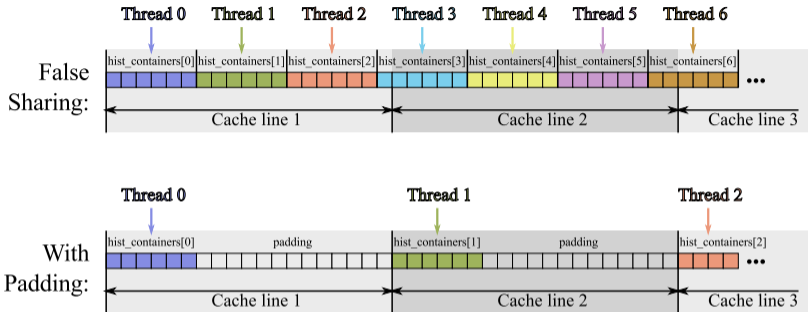 Thread 0 Thread 1 Thread 2 Thread 3 Thread 4 Thread 5 Thread 6
hist_containers[0] hist_containers[1] hist_containers[2] hist_containers[3] hist_containers[4] hist_containers[5] hist_containers[6]
False
Sharing:
...
Cache line 1 Cache line 2 Cache line 3
Thread 0 Thread 1 Thread 2
hist_containers[0] padding hist_containers[1] padding hist_containers[2]
With
Padding:
...
Cache line 1 Cache line 2 Cache line 3